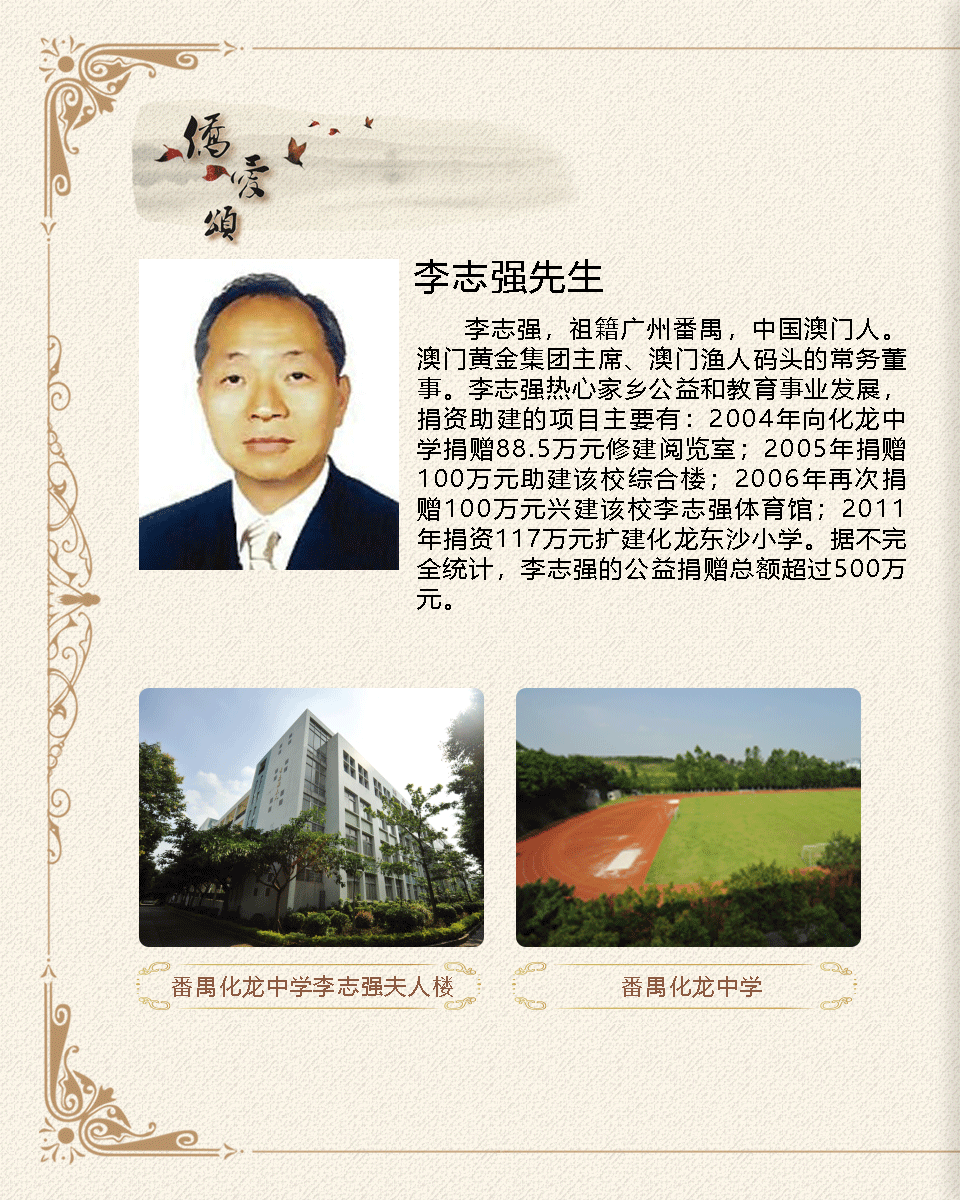 僑
愛
頌
李志强先生
李志强，祖籍广州番禺，中国澳门人。
澳门黄金集团主席、澳门渔人码头的常务董
事。李志强热心家乡公益和教育事业发展，
捐资助建的项目主要有：2004年向化龙中
学捐赠88.5万元修建阅览室；2005年捐赠
100万元助建该校综合楼；2006年再次捐
赠100万元兴建该校李志强体育馆；2011
年捐资117万元扩建化龙东沙小学。据不完
全统计，李志强的公益捐赠总额超过500万
元。
番禺化龙中学李志强夫人楼
番禺化龙中学